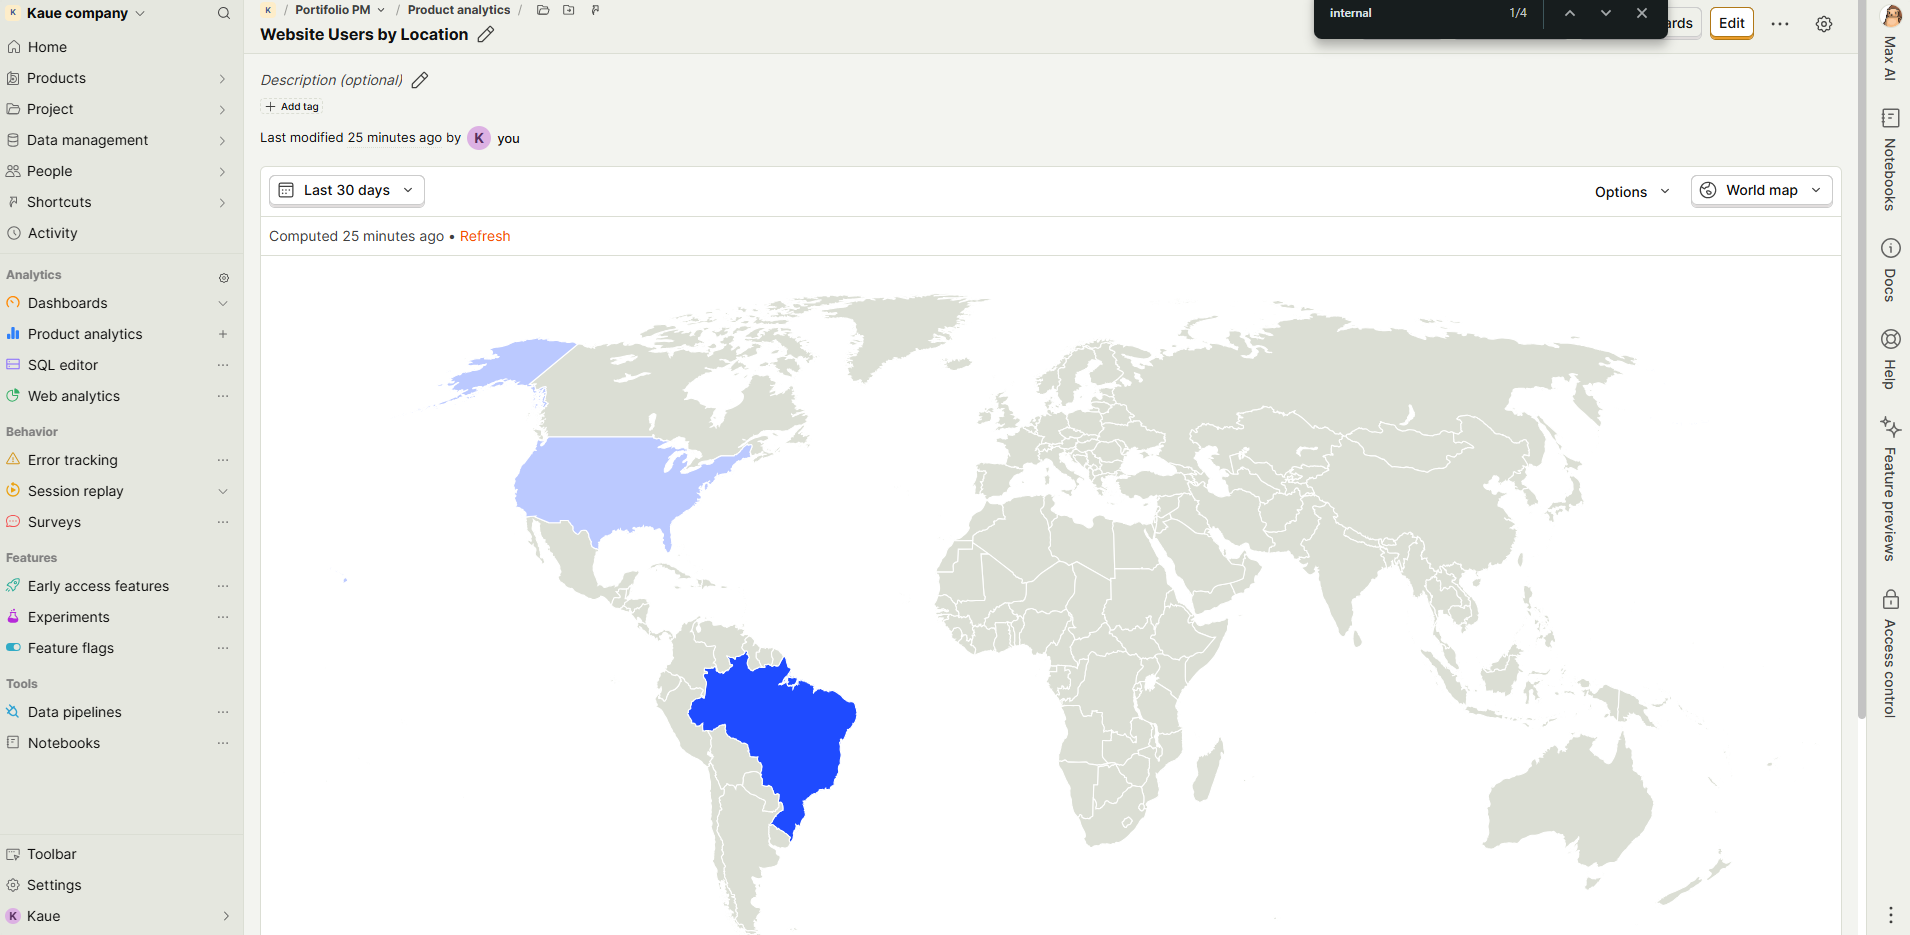 K Kaue company
Home
Products
Project
Data management
People
Shortcuts
Activity
Analytics
Dashboards
Product analytics
SQL editor
Web analytics
Behavior
Error tracking
Session replay
Surveys
Features
Early access features
Experiments
Feature flags
Tools
Data pipelines
Notebooks
Toolbar
Settings
K Kaue
K / Portifolio PM / Product analytics /
Website Users by Location
internal 1/4
ards
Edit
Description (optional)
Add tag
Last modified 25 minutes ago by K you
Last 30 days
Options
World map
Computed 25 minutes ago • Refresh
Max AI
Notebooks
Docs
Help
Feature previews
Access control